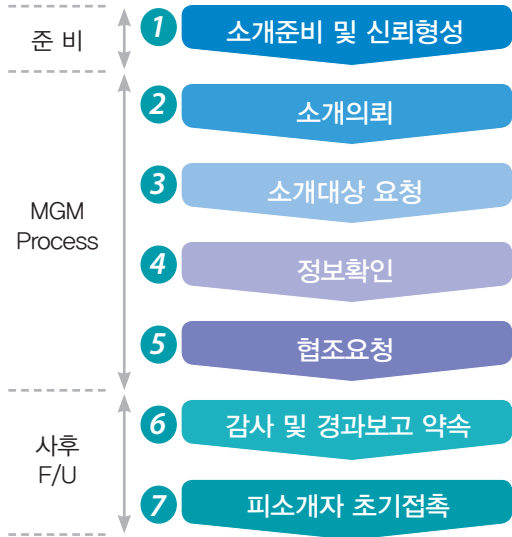 준 비
1 소개준비 및 신뢰형성
MGM
Process
2 소개의뢰
3 소개대상 요청
4 정보확인
5 협조요청
사후
F/U
6 감사 및 경과보고 약속
7 피소개자 초기접촉